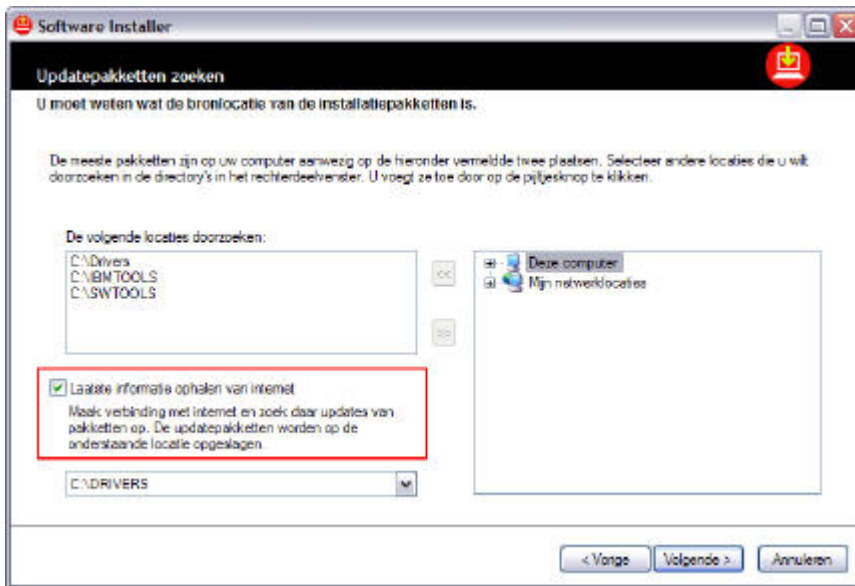 Software Installer
Updatepakketten zoeken
U moet weten wat de bronlocatie van de installatiepakketten is.
De meeste pakketten zijn op uw computer aanwezig op de hieronder vermeldde twee plaatsen. Selecteer andere locaties die u wilt
doorzoeken in de directory's in het rechterdeelvenster. U voegt ze toe door op de pijltjesknop te klikken.
De volgende locaties doorzoeken:
C:\Drivers
C:\IBMTOOLS
C:\SWTOOLS
<<
>>
Deze computer
Mijn netwerklocaties
Laatste informatie ophalen van internet
Maak verbinding met internet en zoek daar updates van
pakketten op. De updatepakketten worden op de
onderstaande locatie opgeslagen.
C:\DRIVERS
< Vorige
Volgende >
Annuleren